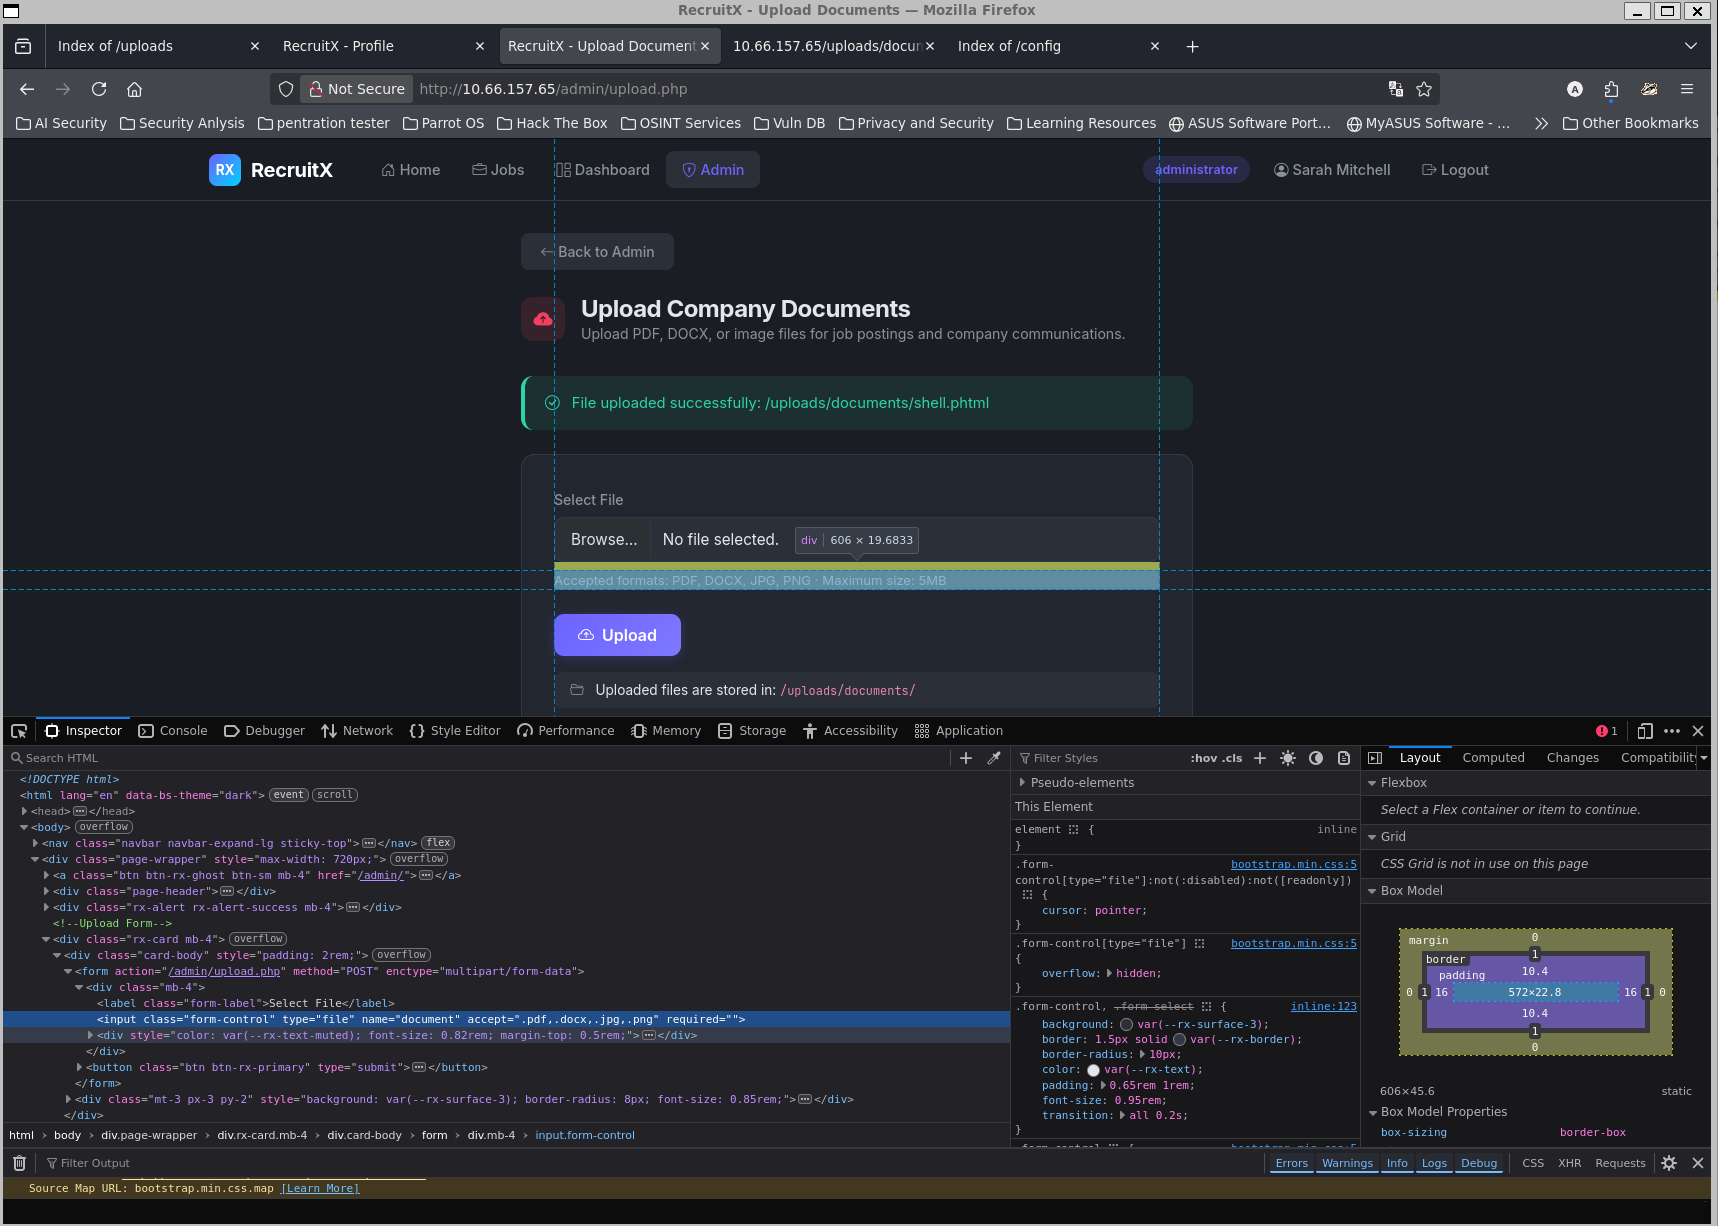 RecruitX - Upload Documents — Mozilla Firefox
Index of /uploads
RecruitX - Profile
RecruitX - Upload Document
10.66.157.65/uploads/docun
Index of /config
Not Secure
http://10.66.157.65/admin/upload.php
A
AI Security
Security Anlysis
pentration tester
Parrot OS
Hack The Box
OSINT Services
Vuln DB
Privacy and Security
Learning Resources
ASUS Software Port...
MyASUS Software - ...
Other Bookmarks
RX
RecruitX
Home
Jobs
Dashboard
Admin
administrator
Sarah Mitchell
Logout
Back to Admin
Upload Company Documents
Upload PDF, DOCX, or image files for job postings and company communications.
File uploaded successfully: /uploads/documents/shell.phtml
Select File
Browse...
No file selected.
div 606 × 19.6833
Accepted formats: PDF, DOCX, JPG, PNG · Maximum size: 5MB
Upload
Uploaded files are stored in: /uploads/documents/
Inspector
Console
Debugger
Network
Style Editor
Performance
Memory
Storage
Accessibility
Application
1
Search HTML
<!DOCTYPE html>
<html lang="en" data-bs-theme="dark"> event scroll
<head>···</head>
<body> overflow
<nav class="navbar navbar-expand-lg sticky-top">···</nav> flex
<div class="page-wrapper" style="max-width: 720px;"> overflow
<a class="btn btn-rx-ghost btn-sm mb-4" href="/admin/">···</a>
<div class="page-header">···</div>
<div class="rx-alert rx-alert-success mb-4">···</div>
<!--Upload Form-->
<div class="rx-card mb-4"> overflow
<div class="card-body" style="padding: 2rem;"> overflow
<form action="/admin/upload.php" method="POST" enctype="multipart/form-data">
<div class="mb-4">
<label class="form-label">Select File</label>
<input class="form-control" type="file" name="document" accept=".pdf,.docx,.jpg,.png" required="">
<div style="color: var(--rx-text-muted); font-size: 0.82rem; margin-top: 0.5rem;">···</div>
</div>
<button class="btn btn-rx-primary" type="submit">···</button>
</form>
<div class="mt-3 px-3 py-2" style="background: var(--rx-surface-3); border-radius: 8px; font-size: 0.85rem;">···</div>
</div>
html
body
div.page-wrapper
div.rx-card.mb-4
div.card-body
form
div.mb-4
input.form-control
Filter Styles
:hov .cls
Pseudo-elements
This Element
element { inline
}
.form- bootstrap.min.css:5
control[type="file"]:not(:disabled):not([readonly])
{
cursor: pointer;
}
.form-control[type="file"] bootstrap.min.css:5
{
overflow: hidden;
}
.form-control, .form-select { inline:123
background: var(--rx-surface-3);
border: 1.5px solid var(--rx-border);
border-radius: 10px;
color: var(--rx-text);
padding: 0.65rem 1rem;
font-size: 0.95rem;
transition: all 0.2s;
}
Layout
Computed
Changes
Compatibility
Flexbox
Select a Flex container or item to continue.
Grid
CSS Grid is not in use on this page
Box Model
margin 0
border 1
padding 10.4
0 1 16 572×22.8 16 1 0
10.4
1
0
606×45.6 static
Box Model Properties
box-sizing border-box
Filter Output
Errors
Warnings
Info
Logs
Debug
CSS
XHR
Requests
Source Map URL: bootstrap.min.css.map [Learn More]